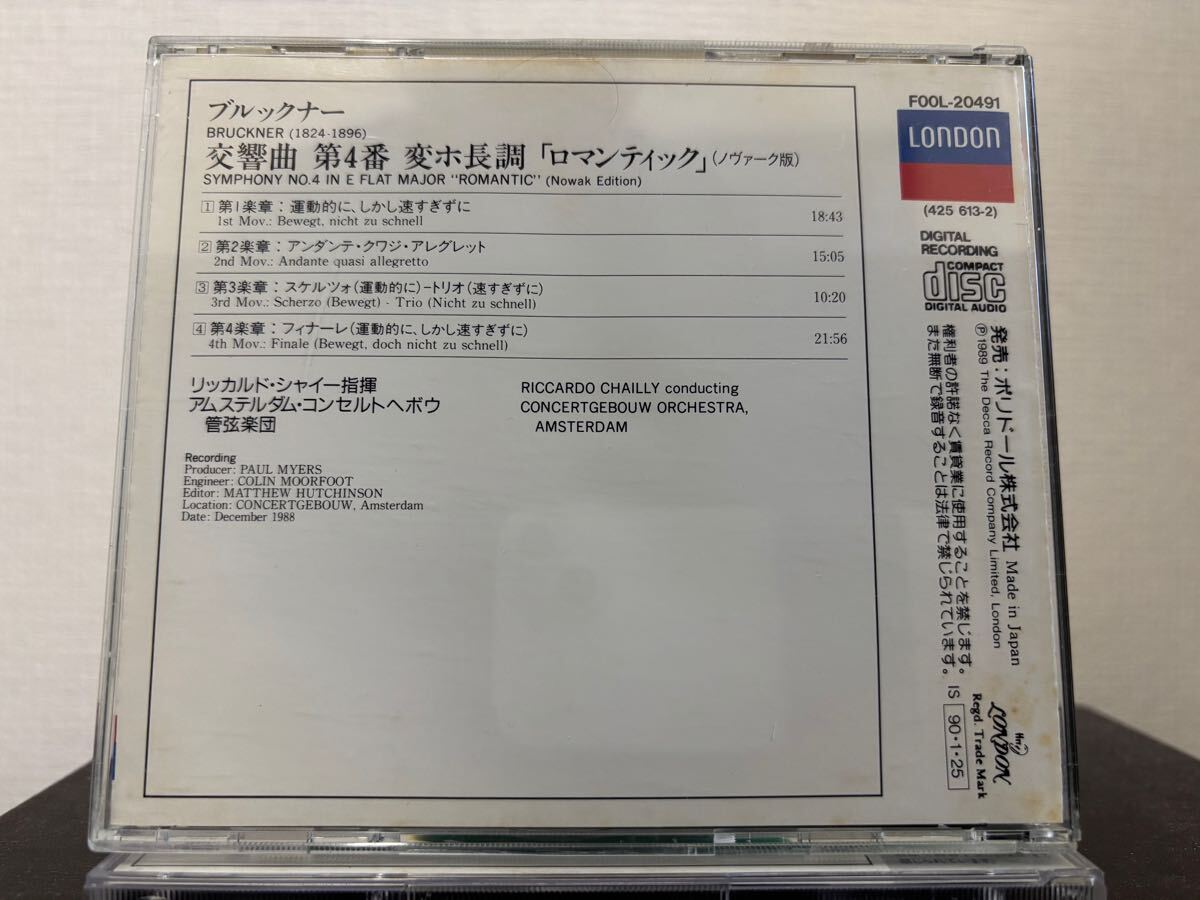 ブルックナー
BRUCKNER (1824-1896)
交響曲 第4番 変ホ長調「ロマンティック」(ノヴァーク版)
SYMPHONY NO.4 IN E FLAT MAJOR "ROMANTIC" (Nowak Edition)
1 第1楽章:運動的に、しかし速すぎずに
1st Mov.: Bewegt, nicht zu schnell 18:43
2 第2楽章:アンダンテ・クワジ・アレグレット
2nd Mov.: Andante quasi allegretto 15:05
3 第3楽章:スケルツォ(運動的に)-トリオ(速すぎずに)
3rd Mov.: Scherzo (Bewegt) - Trio (Nicht zu schnell) 10:20
4 第4楽章:フィナーレ(運動的に、しかし速すぎずに)
4th Mov.: Finale (Bewegt, doch nicht zu schnell) 21:56
リッカルド・シャイー指揮
アムステルダム・コンセルトヘボウ
管弦楽団
RICCARDO CHAILLY conducting
CONCERTGEBOUW ORCHESTRA,
AMSTERDAM
Recording
Producer: PAUL MYERS
Engineer: COLIN MOORFOOT
Editor: MATTHEW HUTCHINSON
Location: CONCERTGEBOUW, Amsterdam
Date: December 1988
F00L-20491
LONDON
(425 613-2)
DIGITAL
RECORDING
COMPACT
disc
DIGITAL AUDIO
発売:ポリドール株式会社 Made in Japan
℗1989 The Decca Record Company Limited, London
権利者の許諾なく賃貸業に使用することを禁じます。
また無断で録音することは法律で禁じられています。 IS 90・1・25
LONDON
Regd. Trade Mark